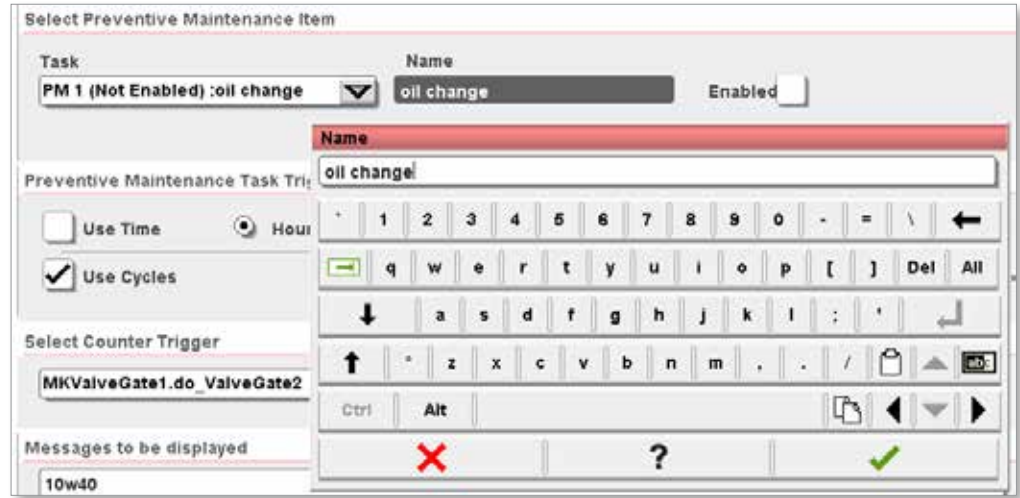 Select Preventive Maintenance Item
Task
Name
PM 1 (Not Enabled) :oil change
oil change
Enabled
Name
oil change
Preventive Maintenance Task Tri
Use Time
Hour
Use Cycles
` 1 2 3 4 5 6 7 8 9 0 - = \
q w e r t y u i o p [ ] Del All
a s d f g h j k l ; '
z x c v b n m , . /
Ctrl Alt
?
Select Counter Trigger
MKValveGate1.do_ValveGate2
Messages to be displayed
10w40